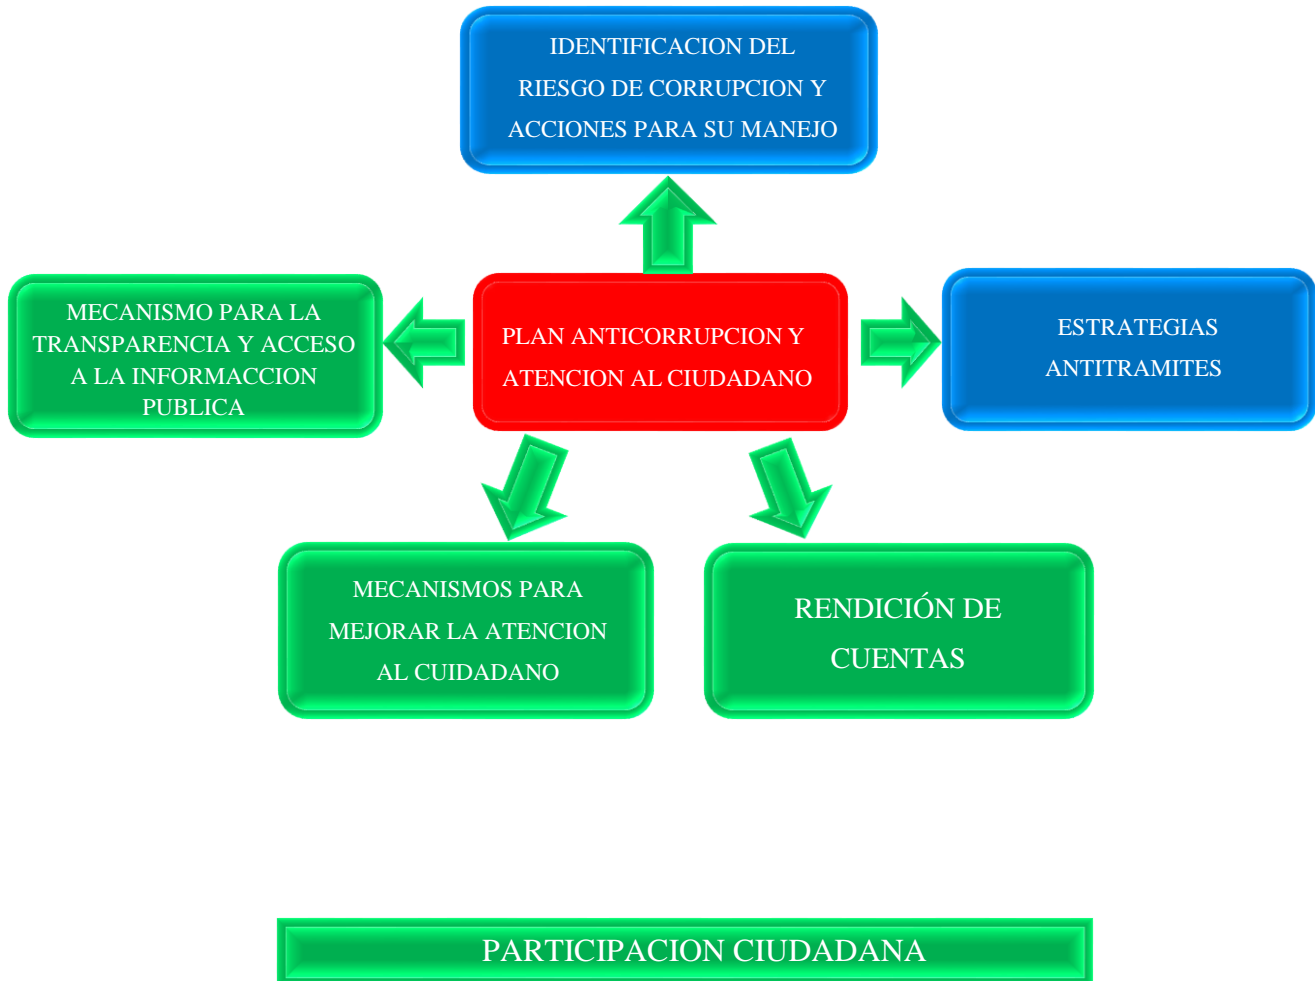 IDENTIFICACION DEL
RIESGO DE CORRUPCION Y
ACCIONES PARA SU MANEJO
MECANISMO PARA LA
TRANSPARENCIA Y ACCESO
A LA INFORMACCION
PUBLICA
PLAN ANTICORRUPCION Y
ATENCION AL CIUDADANO
ESTRATEGIAS
ANTITRAMITES
MECANISMOS PARA
MEJORAR LA ATENCION
AL CUIDADANO
RENDICIÓN DE
CUENTAS
PARTICIPACION CIUDADANA